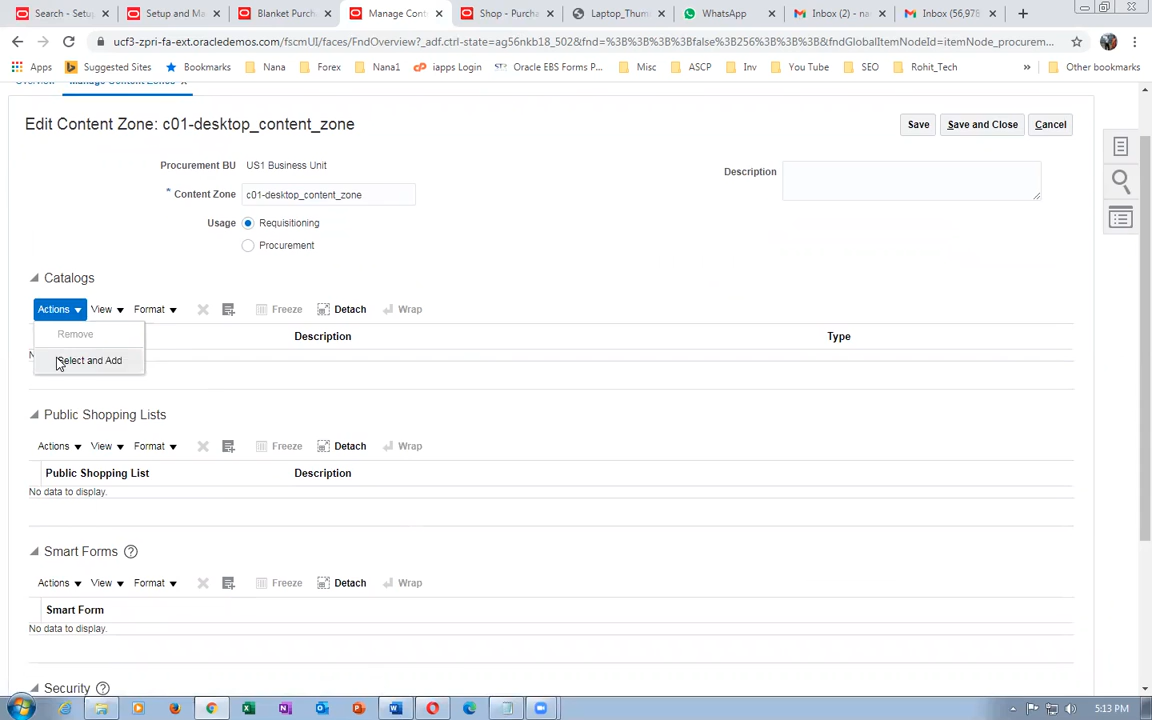 Search - Purch
Setup and Ma
Blanket Purch
Manage Cont
Shop - Purcha
Laptop_Thum
WhatsApp
Inbox (2) - na
Inbox (56,978
ucf3-zpri-fa-ext.oracledemos.com/fscmUI/faces/FndOverview?_adf.ctrl-state=ag56nkb18_502&fnd=%3B%3B%3B%3Bfalse%3B256%3B%3B%3B&fndGlobalItemNodeId=itemNode_procurem...
Apps Suggested Sites Bookmarks Nana Forex Nana1 iapps Login Oracle EBS Forms P... Misc ASCP Inv You Tube SEO Rohit_Tech » Other bookmarks
Manage Content Zones
Edit Content Zone: c01-desktop_content_zone
Save Save and Close Cancel
Procurement BU US1 Business Unit
Description
* Content Zone c01-desktop_content_zone
Usage Requisitioning
Procurement
Catalogs
Actions View Format Freeze Detach Wrap
Remove
Description Type
Select and Add
Public Shopping Lists
Actions View Format Freeze Detach Wrap
Public Shopping List Description
No data to display.
Smart Forms
Actions View Format Freeze Detach Wrap
Smart Form
No data to display.
Security
5:13 PM